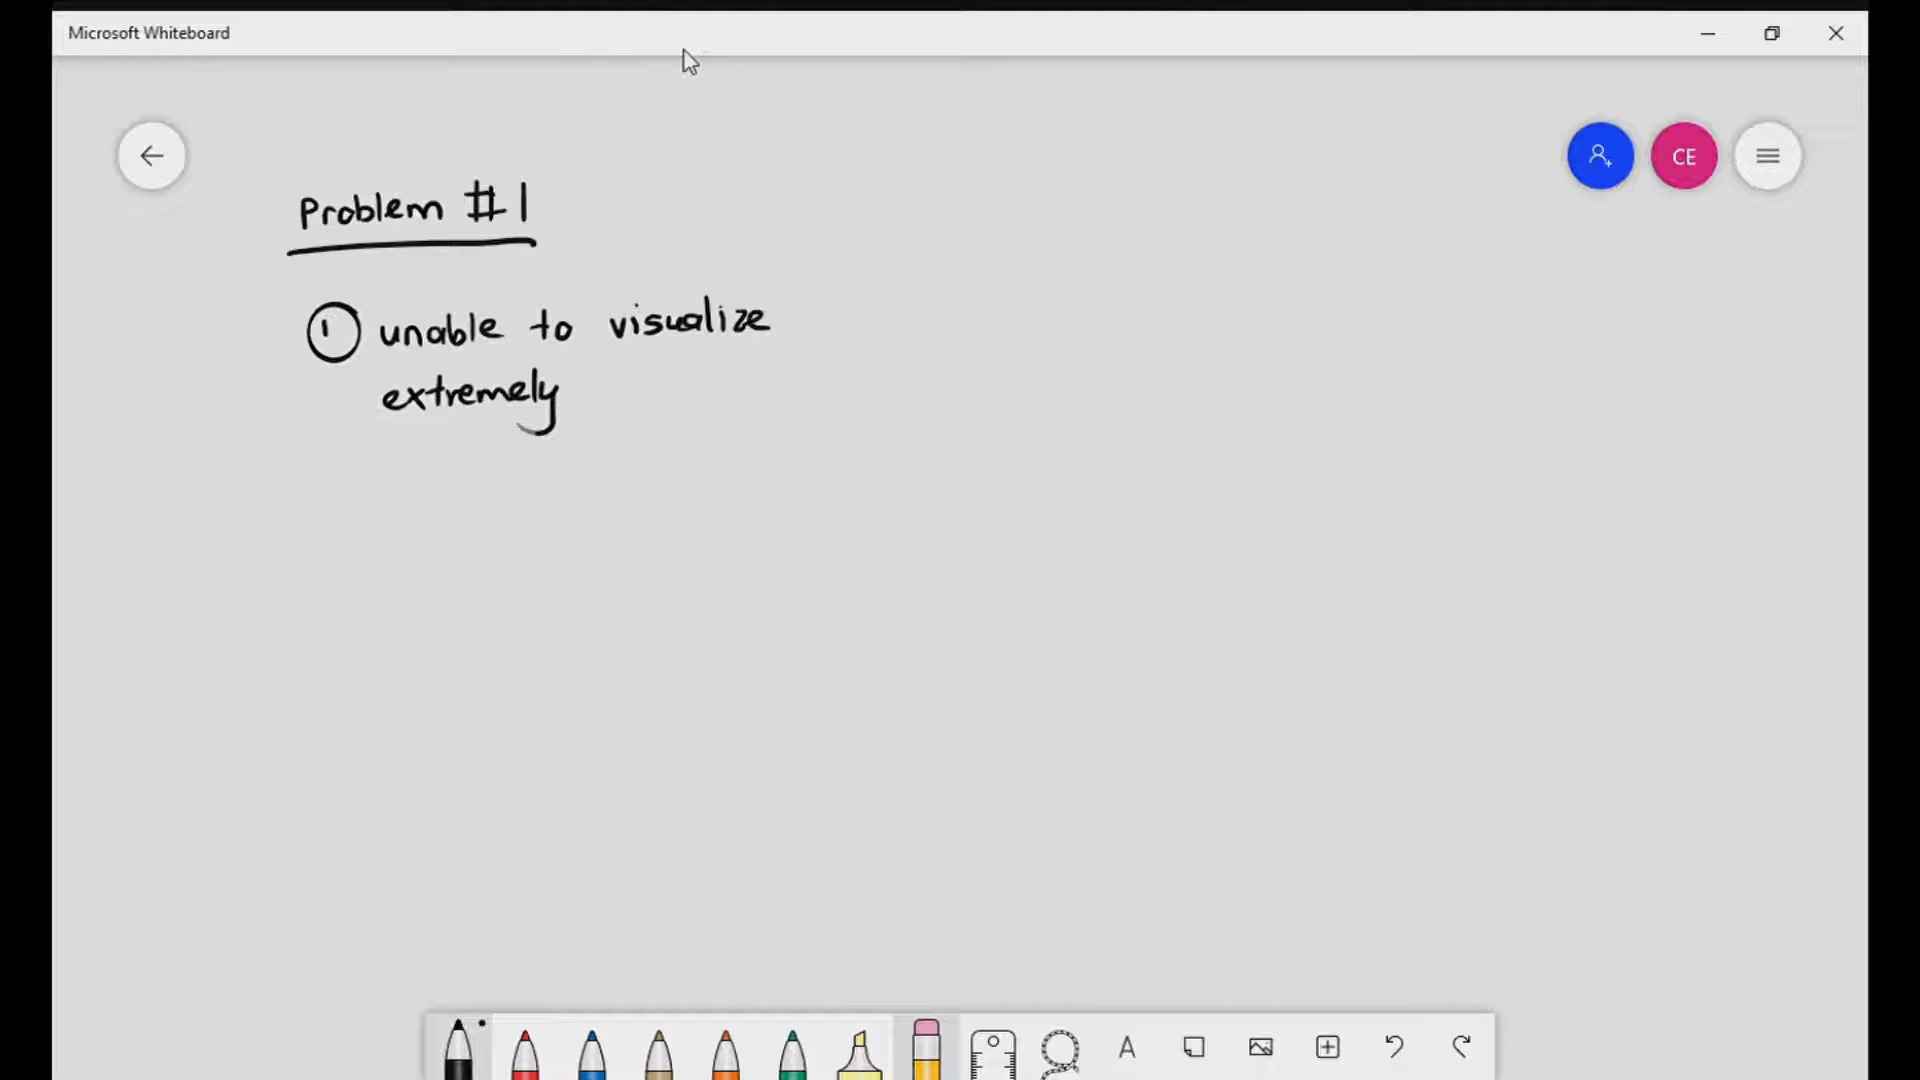 Microsoft Whiteboard
CE
Problem #1
① unable to visualize
extremely
A